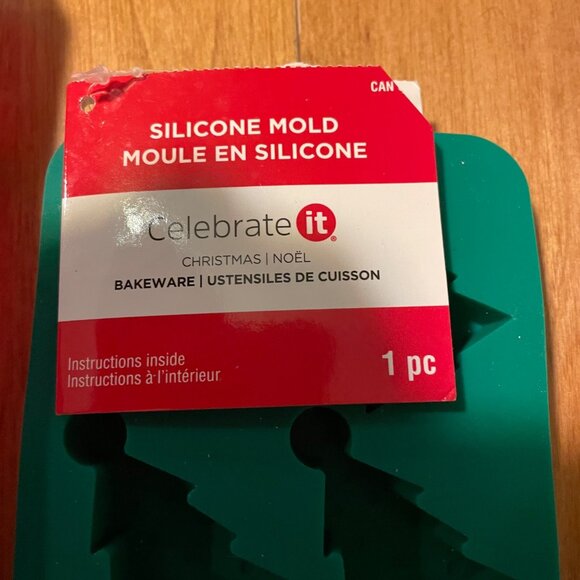 CAN
SILICONE MOLD
MOULE EN SILICONE
Celebrate it®
CHRISTMAS | NOËL
BAKEWARE | USTENSILES DE CUISSON
Instructions inside
Instructions à l'intérieur
1 pc